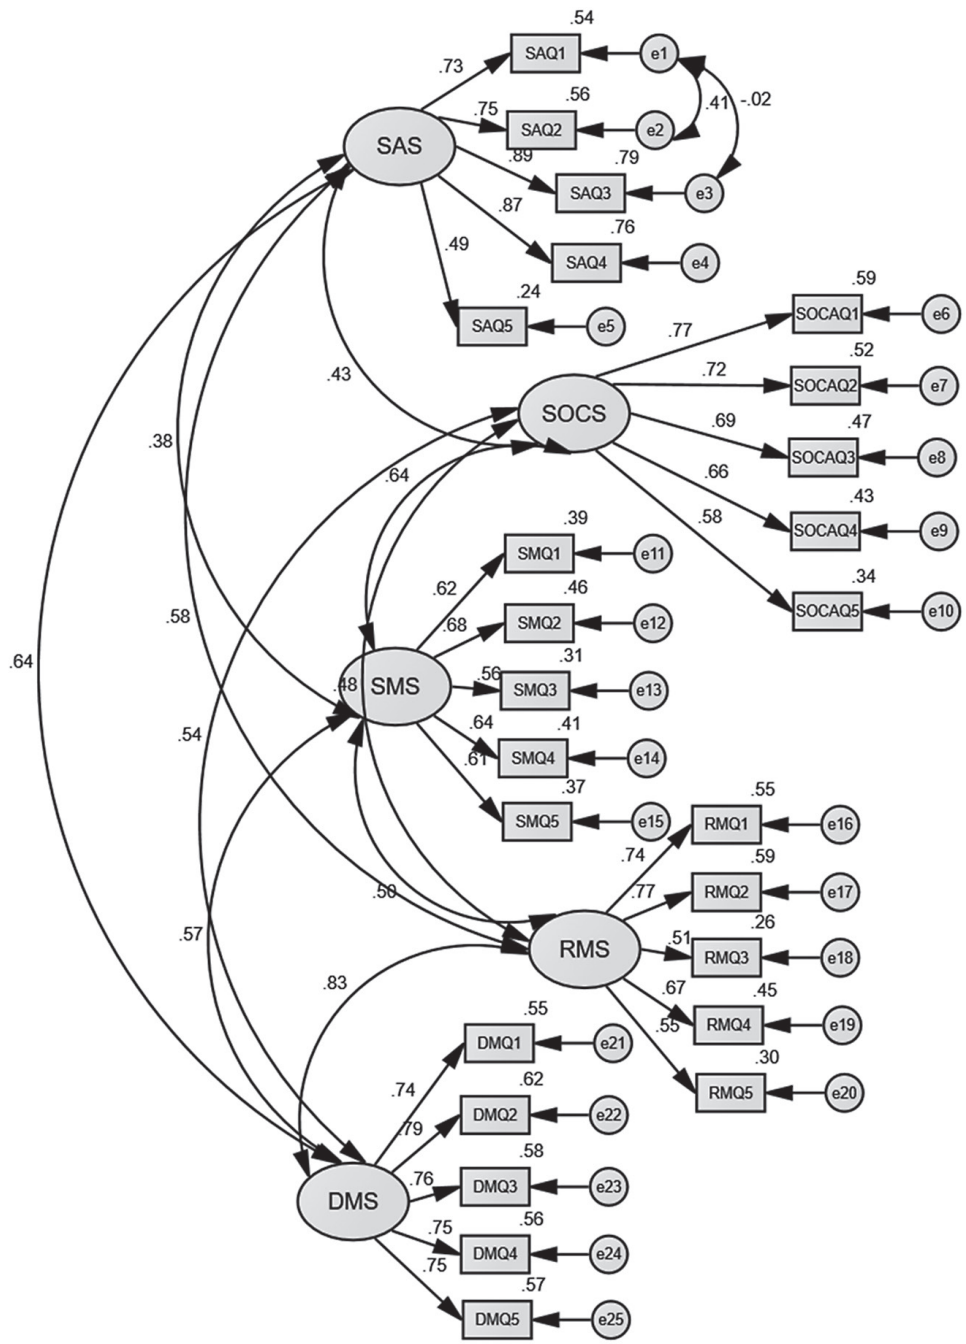 .54
SAQ1
e1
.73
.41
-.02
.75
.56
SAQ2
e2
SAS
.89
.79
SAQ3
e3
.87
.76
SAQ4
e4
.49
.24
SAQ5
e5
.59
SOCAQ1
e6
.77
.43
.72
.52
SOCAQ2
e7
SOCS
.69
.47
SOCAQ3
e8
.38
.64
.66
.43
SOCAQ4
e9
.58
.34
SOCAQ5
e10
.39
SMQ1
e11
.62
.46
SMQ2
e12
.68
.58
.64
.31
SMS
.48
.56
SMQ3
e13
.54
.64
.41
SMQ4
e14
.61
.37
SMQ5
e15
.55
RMQ1
e16
.74
.59
.50
.77
RMQ2
e17
.57
.26
RMS
.51
RMQ3
e18
.83
.67
.45
RMQ4
e19
.55
.30
RMQ5
e20
.55
DMQ1
e21
.74
.62
DMQ2
e22
.79
.58
DMS
.76
DMQ3
e23
.56
.75
DMQ4
e24
.75
.57
DMQ5
e25